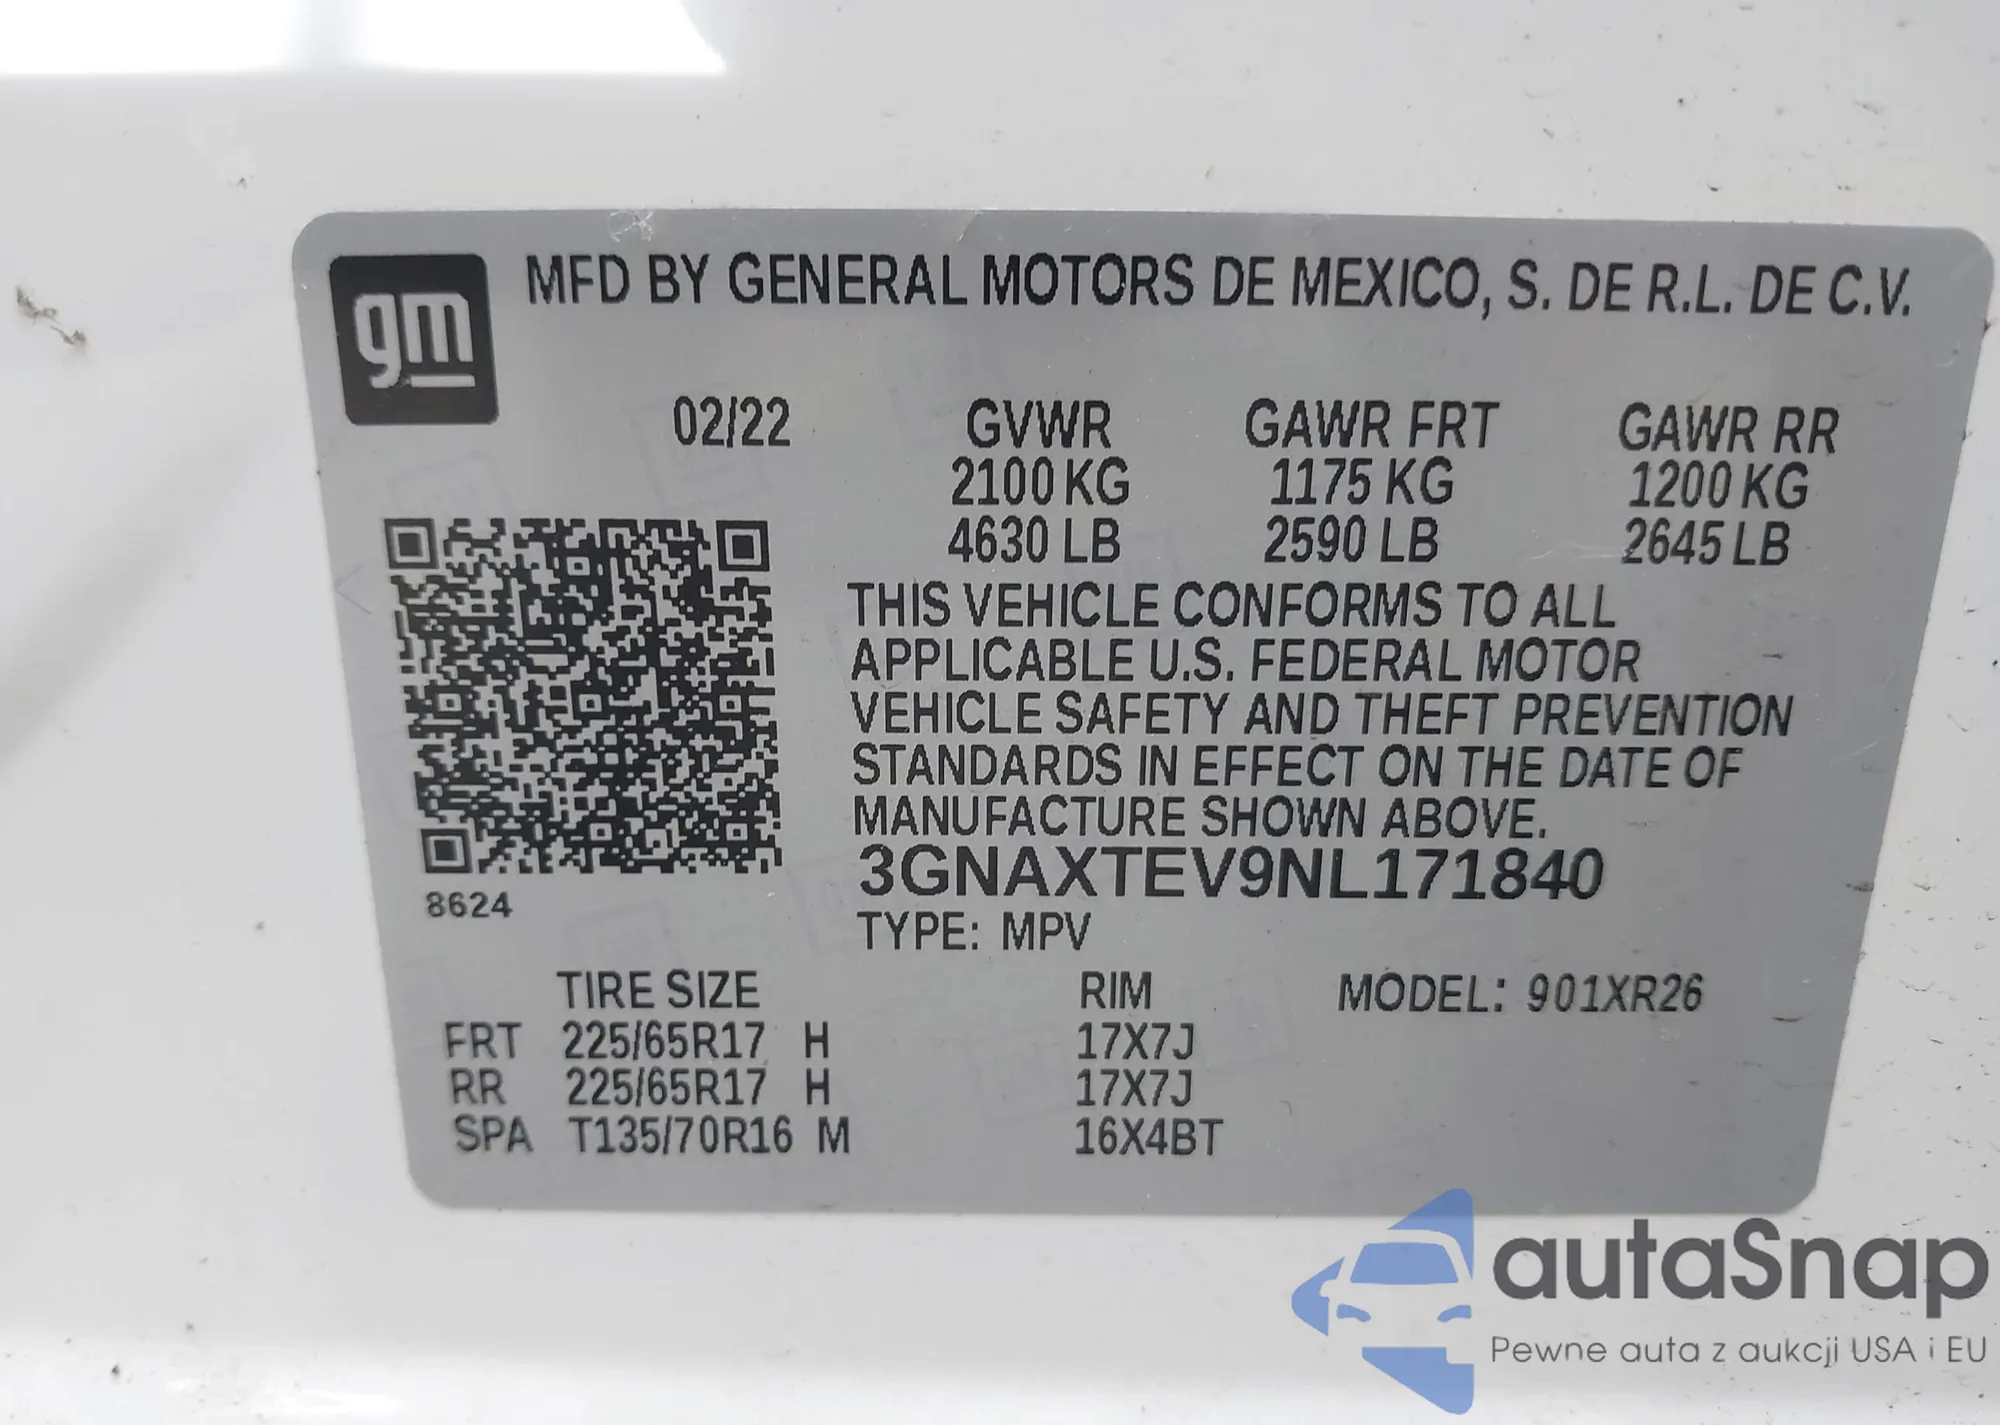 gm
MFD BY GENERAL MOTORS DE MEXICO, S. DE R.L. DE C.V.
02/22 GVWR GAWR FRT GAWR RR
2100 KG 1175 KG 1200 KG
4630 LB 2590 LB 2645 LB
THIS VEHICLE CONFORMS TO ALL
APPLICABLE U.S. FEDERAL MOTOR
VEHICLE SAFETY AND THEFT PREVENTION
STANDARDS IN EFFECT ON THE DATE OF
MANUFACTURE SHOWN ABOVE.
3GNAXTEV9NL171840
8624
TYPE: MPV
TIRE SIZE RIM MODEL: 901XR26
FRT 225/65R17 H 17X7J
RR 225/65R17 H 17X7J
SPA T135/70R16 M 16X4BT
autaSnap
Pewne auta z aukcji USA i EU